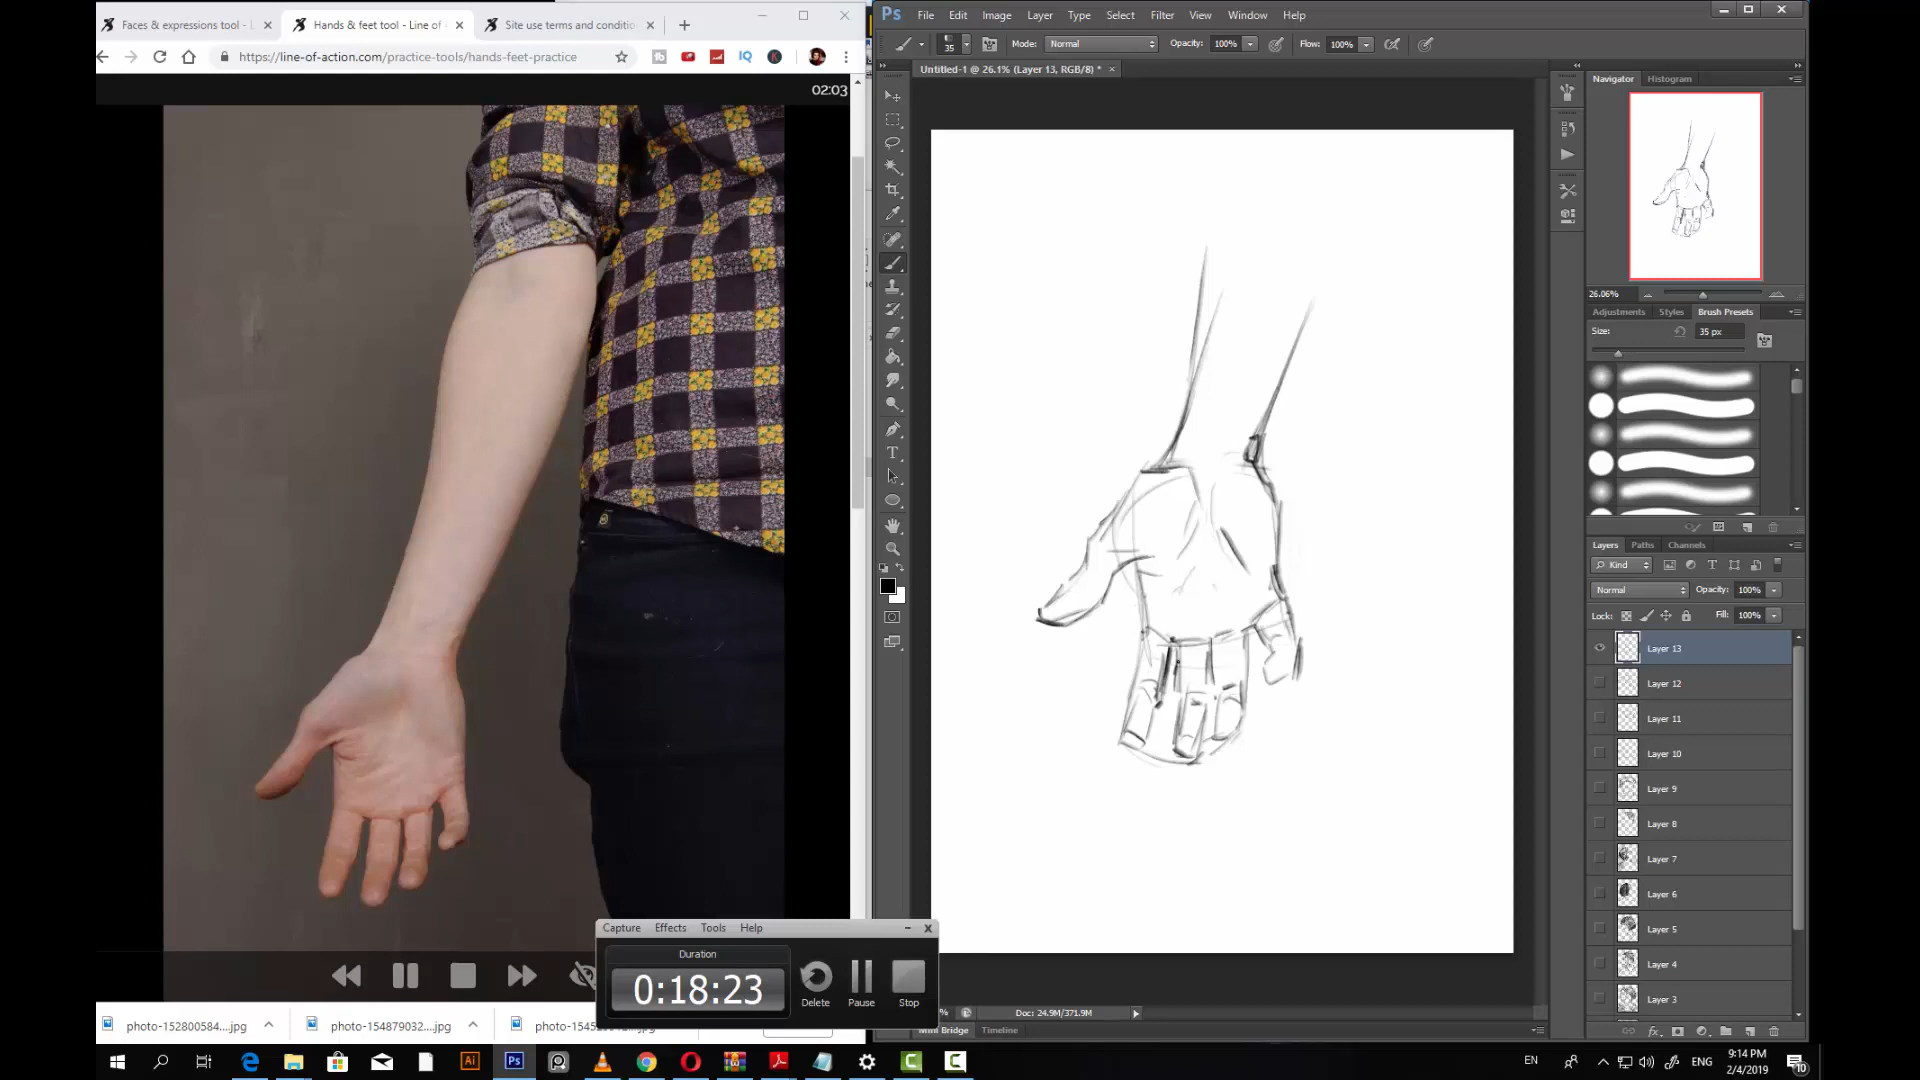 Faces & expressions tool - L
Hands & feet tool - Line of
Site use terms and conditio
https://line-of-action.com/practice-tools/hands-feet-practice
IQ
02:03
Ps
File Edit Image Layer Type Select Filter View Window Help
35
Mode: Normal
Opacity: 100%
Flow: 100%
Untitled-1 @ 26.1% (Layer 13, RGB/8) *
Navigator Histogram
26.06%
Adjustments Styles Brush Presets
Size: 35 px
Layers Paths Channels
Kind
Normal
Opacity: 100%
Lock:
Fill: 100%
Layer 13
Layer 12
Layer 11
Layer 10
Layer 9
Layer 8
Layer 7
Layer 6
Layer 5
Layer 4
Layer 3
Capture Effects Tools Help
Duration
0:18:23
Delete Pause Stop
Doc: 24.9M/371.9M
Mini Bridge Timeline
photo-152800584....jpg
photo-154879032....jpg
EN
ENG
9:14 PM
2/4/2019
10